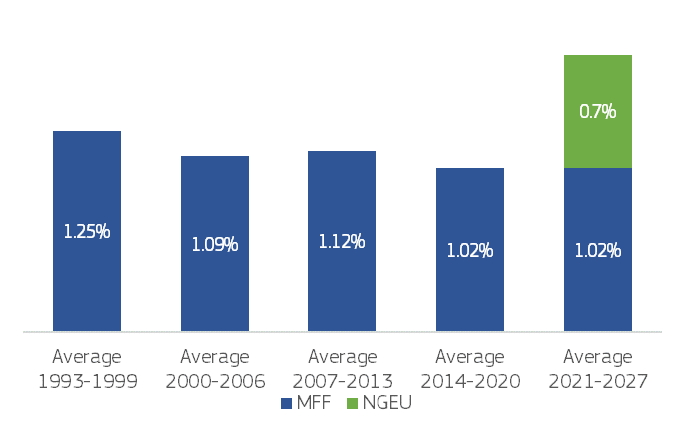 0.7%
1.25%
1.09%
1.12%
1.02%
1.02%
Average
1993-1999
Average
2000-2006
Average
2007-2013
Average
2014-2020
Average
2021-2027
MFF
NGEU